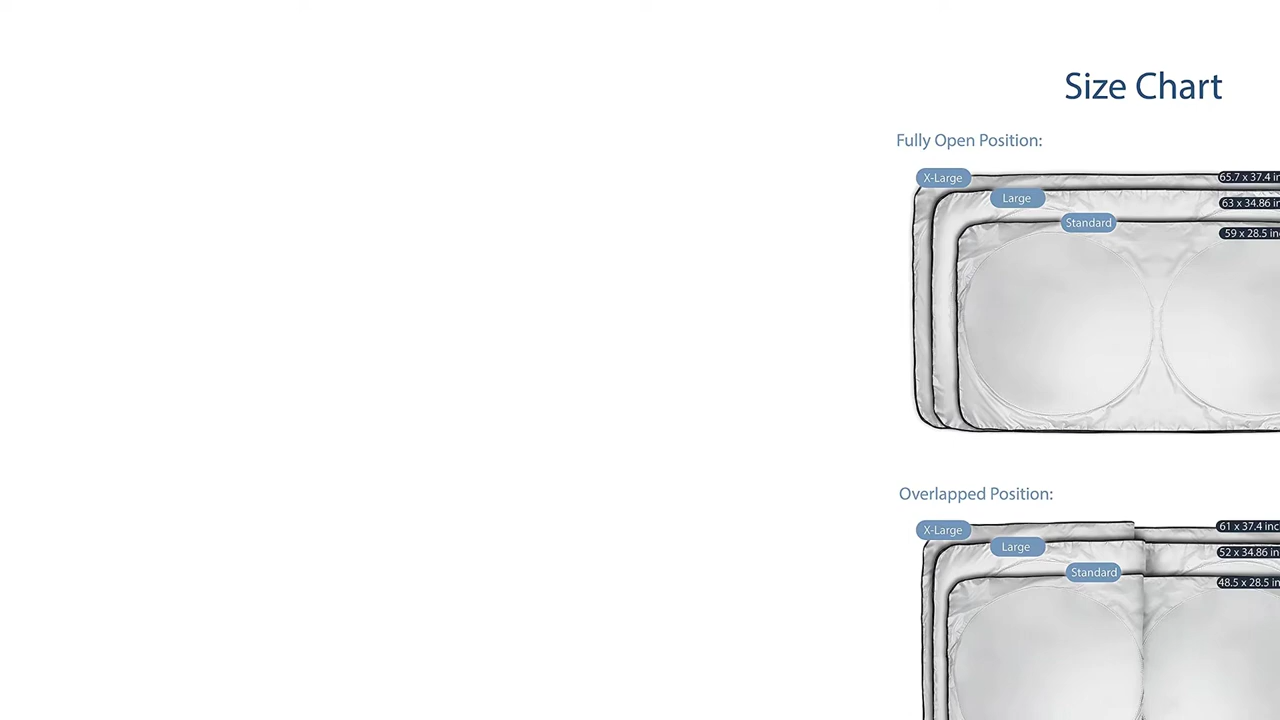 Size Chart
Fully Open Position:
X-Large
65.7 x 37.4 in
Large
63 x 34.86 in
Standard
59 x 28.5 in
Overlapped Position:
X-Large
61 x 37.4 inc
Large
52 x 34.86 in
Standard
48.5 x 28.5 in